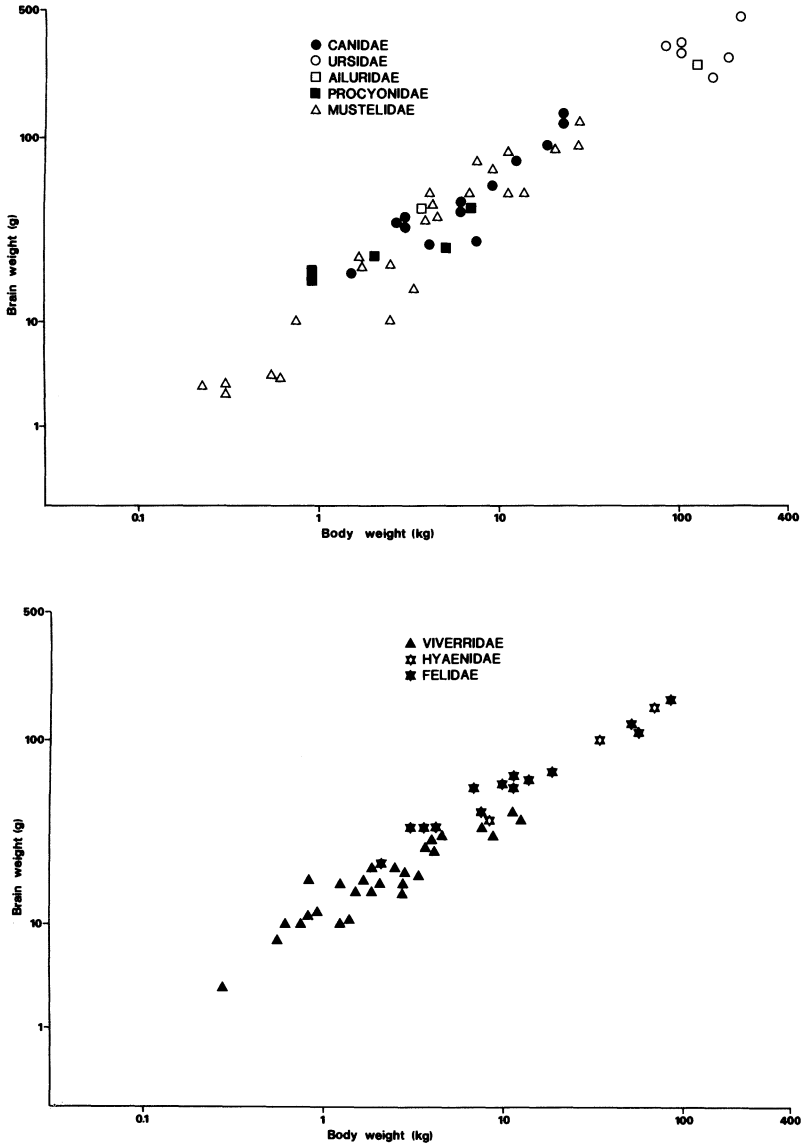 500
100
10
1
Brain weight (g)
CANIDAE
URSIDAE
AILURIDAE
PROCYONIDAE
MUSTELIDAE
0.1 1 10 100 400
Body weight (kg)
500
100
10
1
Brain weight (g)
VIVERRIDAE
HYAENIDAE
FELIDAE
0.1 1 10 100 400
Body weight (kg)